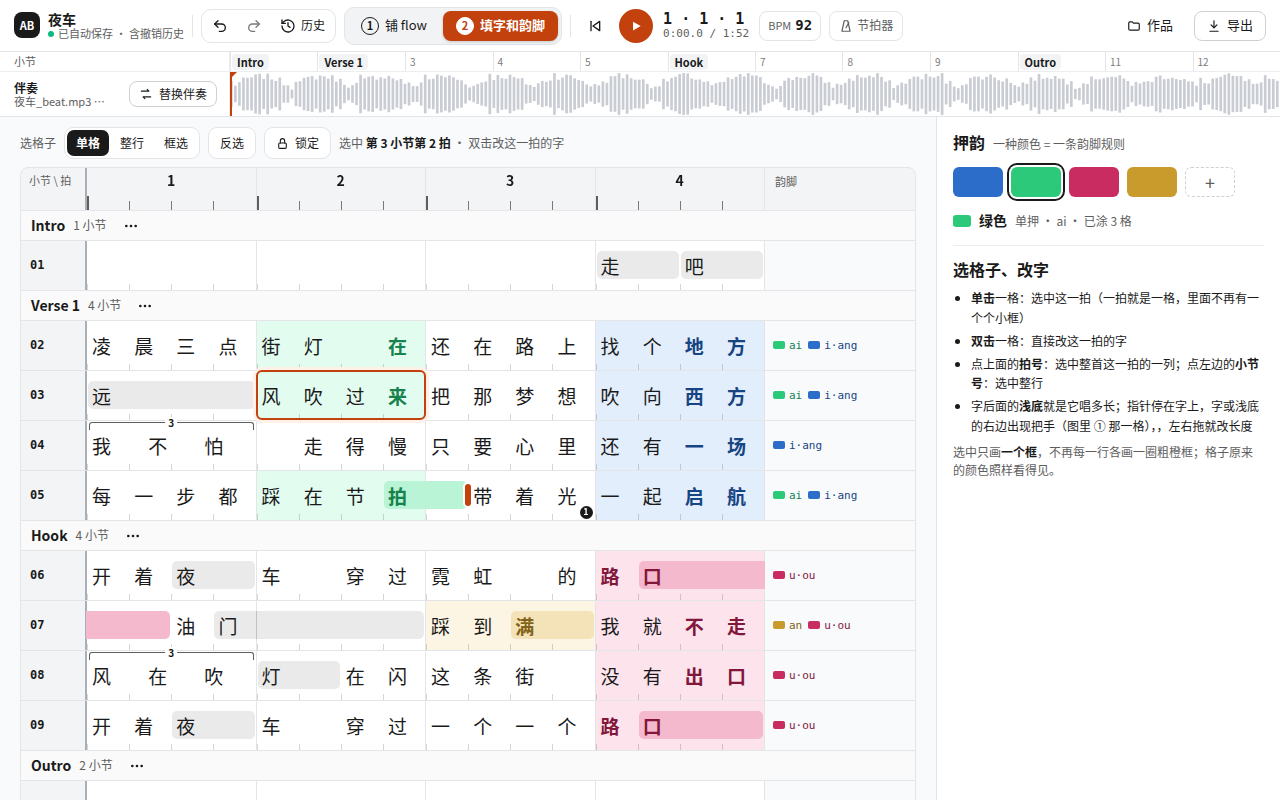 AB 夜车
已自动保存 · 含撤销历史
历史
1 铺 flow
2 填字和韵脚
1 · 1 · 1
0:00.0 / 1:52
BPM 92
节拍器
作品
导出
小节 Intro Verse 1 3 4 5 Hook 7 8 9 Outro 11 12
伴奏
夜车_beat.mp3 ···
替换伴奏
选格子 单格 整行 框选 反选 锁定 选中 第 3 小节第 2 拍 · 双击改这一拍的字
小节 \ 拍 1 2 3 4 韵脚
Intro 1 小节 ···
01 走 吧
Verse 1 4 小节 ···
02 凌 晨 三 点 街 灯 在 还 在 路 上 找 个 地 方 ai i·ang
03 远 风 吹 过 来 把 那 梦 想 吹 向 西 方 ai i·ang
3
04 我 不 怕 走 得 慢 只 要 心 里 还 有 一 场 i·ang
05 每 一 步 都 踩 在 节 拍 带 着 光 一 起 启 航 ai i·ang
1
Hook 4 小节 ···
06 开 着 夜 车 穿 过 霓 虹 的 路 口 u·ou
07 油 门 踩 到 满 我 就 不 走 an u·ou
3
08 风 在 吹 灯 在 闪 这 条 街 没 有 出 口 u·ou
09 开 着 夜 车 穿 过 一 个 一 个 路 口 u·ou
Outro 2 小节 ···
押韵 一种颜色 = 一条韵脚规则
+
绿色 单押 · ai · 已涂 3 格
选格子、改字
单击一格：选中这一拍（一拍就是一格，里面不再有一
个个小框）
双击一格：直接改这一拍的字
点上面的拍号：选中整首这一拍的一列；点左边的小节
号：选中整行
字后面的浅底就是它唱多长；指针停在字上，字或浅底
的右边出现把手（图里 ① 那一格），，左右拖就改长度
选中只画一个框，不再每一行各画一圈粗橙框；格子原来
的颜色照样看得见。